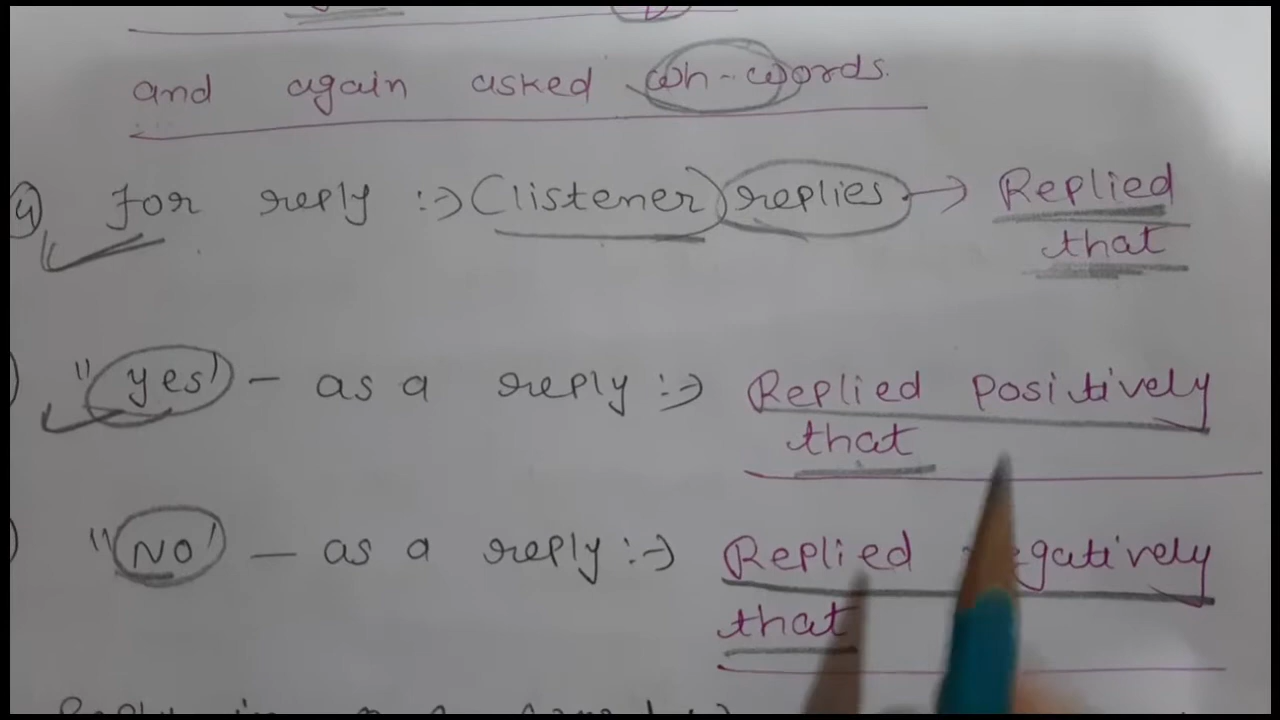 and again asked wh-words.
4) For reply :→ (listener) replies → Replied
that
"yes" - as a reply :→ Replied Positively
that
"NO" - as a reply :→ Replied negatively
that